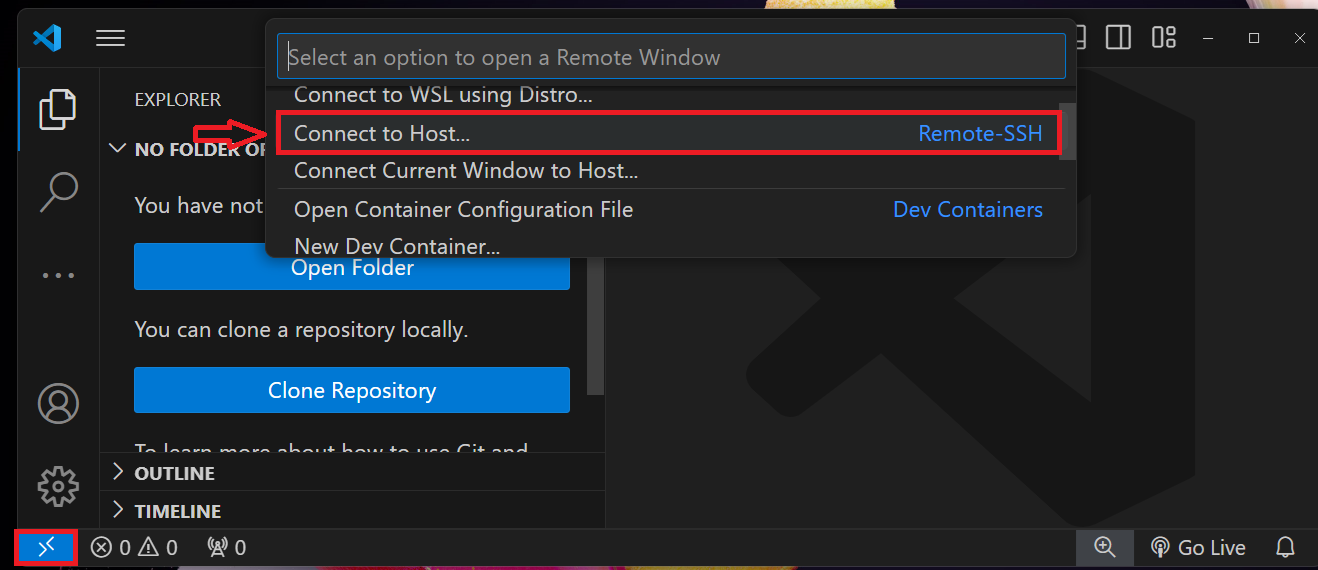 Select an option to open a Remote Window
Connect to WSL using Distro...
Connect to Host... Remote-SSH
Connect Current Window to Host...
Open Container Configuration File Dev Containers
New Dev Container...
EXPLORER
NO FOLDER OP
You have not
Open Folder
You can clone a repository locally.
Clone Repository
To learn more about how to use Git and
OUTLINE
TIMELINE
0 0 0 Go Live